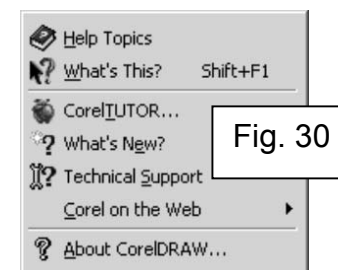 Help Topics
What's This? Shift+F1
CorelTUTOR...
What's New?
Technical Support
Corel on the Web
About CorelDRAW...
Fig. 30